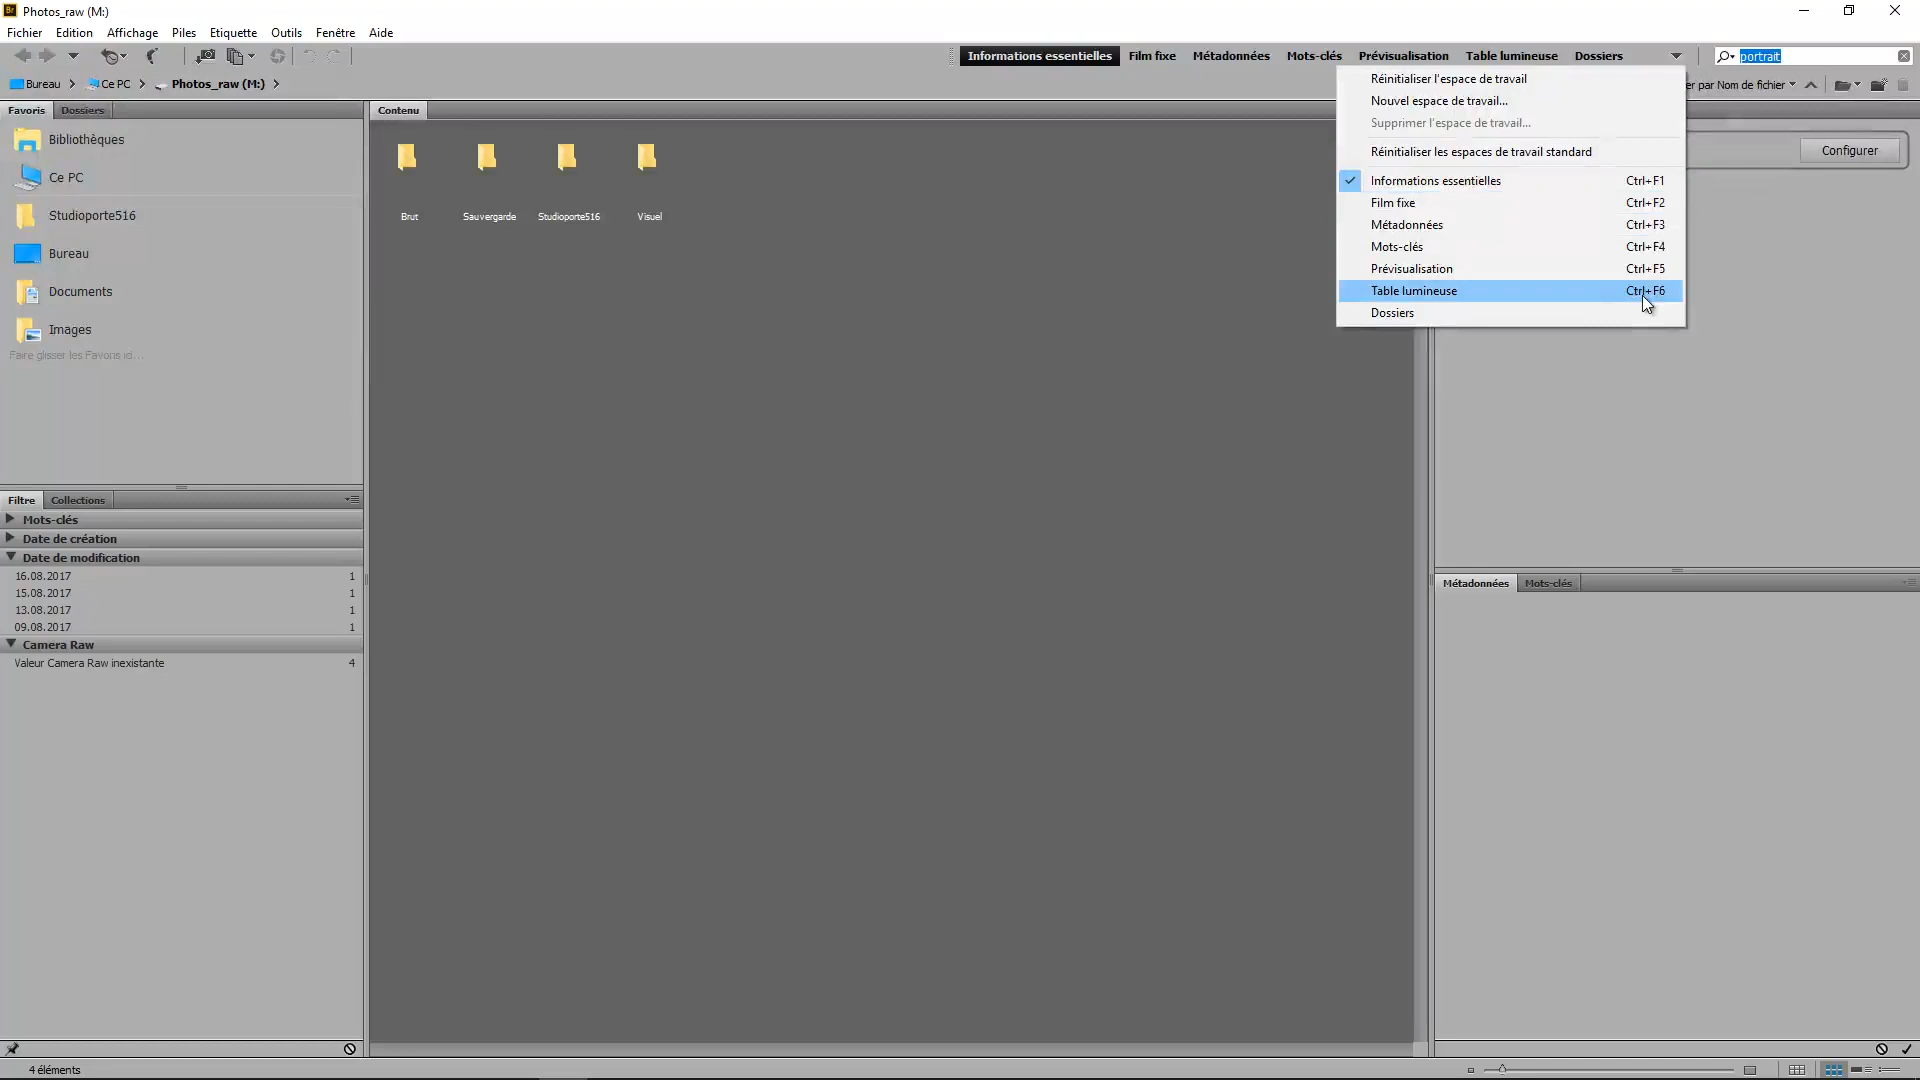 Br Photos_raw (M:)
Fichier Edition Affichage Piles Etiquette Outils Fenêtre Aide
Informations essentielles Film fixe Métadonnées Mots-clés Prévisualisation Table lumineuse Dossiers portrait
Bureau Ce PC Photos_raw (M:)
er par Nom de fichier
Favoris Dossiers
Bibliothèques
Ce PC
Studioporte516
Bureau
Documents
Images
Faire glisser les Favoris ici...
Filtre Collections
Mots-clés
Date de création
Date de modification
16.08.2017 1
15.08.2017 1
13.08.2017 1
09.08.2017 1
Camera Raw
Valeur Camera Raw inexistante 4
4 éléments
Contenu
Brut Sauvergarde Studioporte516 Visuel
Réinitialiser l'espace de travail
Nouvel espace de travail...
Supprimer l'espace de travail...
Réinitialiser les espaces de travail standard
Informations essentielles Ctrl+F1
Film fixe Ctrl+F2
Métadonnées Ctrl+F3
Mots-clés Ctrl+F4
Prévisualisation Ctrl+F5
Table lumineuse Ctrl+F6
Dossiers
Configurer
Métadonnées Mots-clés